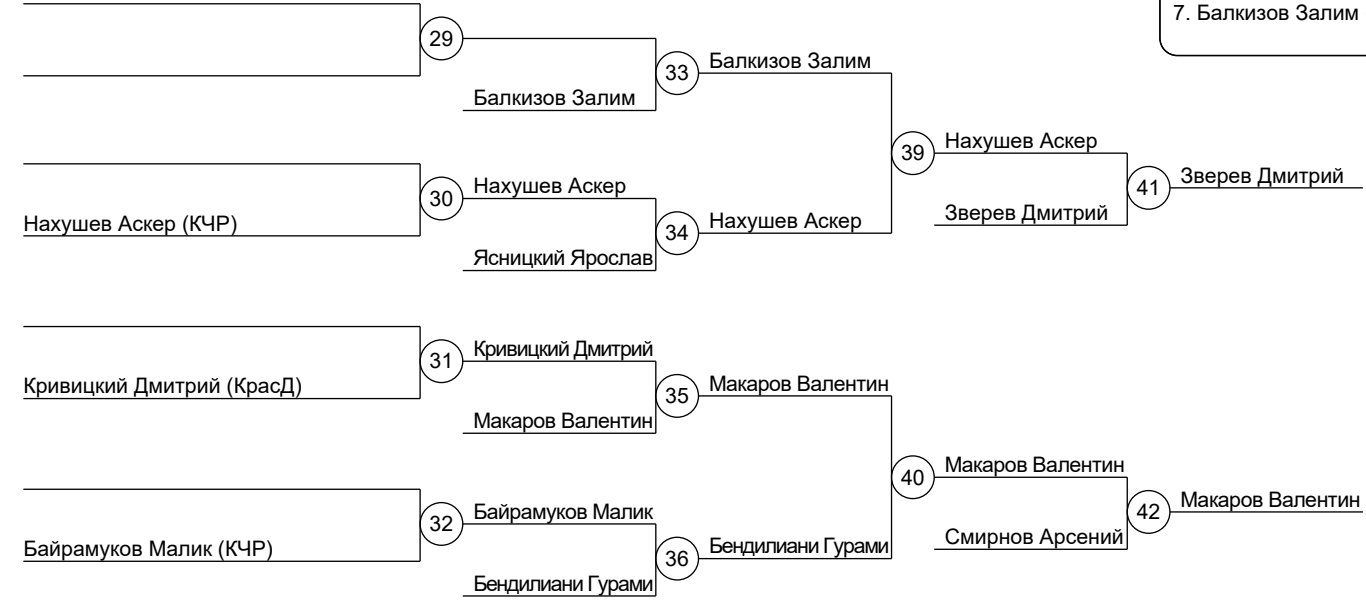 7. Балкизов Залим
29
Балкизов Залим
33
Балкизов Залим
Нахушев Аскер (КЧР)
30
Нахушев Аскер
Ясницкий Ярослав
34
Нахушев Аскер
39
Нахушев Аскер
Зверев Дмитрий
41
Зверев Дмитрий
Кривицкий Дмитрий (КрасД)
31
Кривицкий Дмитрий
Макаров Валентин
35
Макаров Валентин
Байрамуков Малик (КЧР)
32
Байрамуков Малик
Бендилиани Гурами
36
Бендилиани Гурами
40
Макаров Валентин
Смирнов Арсений
42
Макаров Валентин